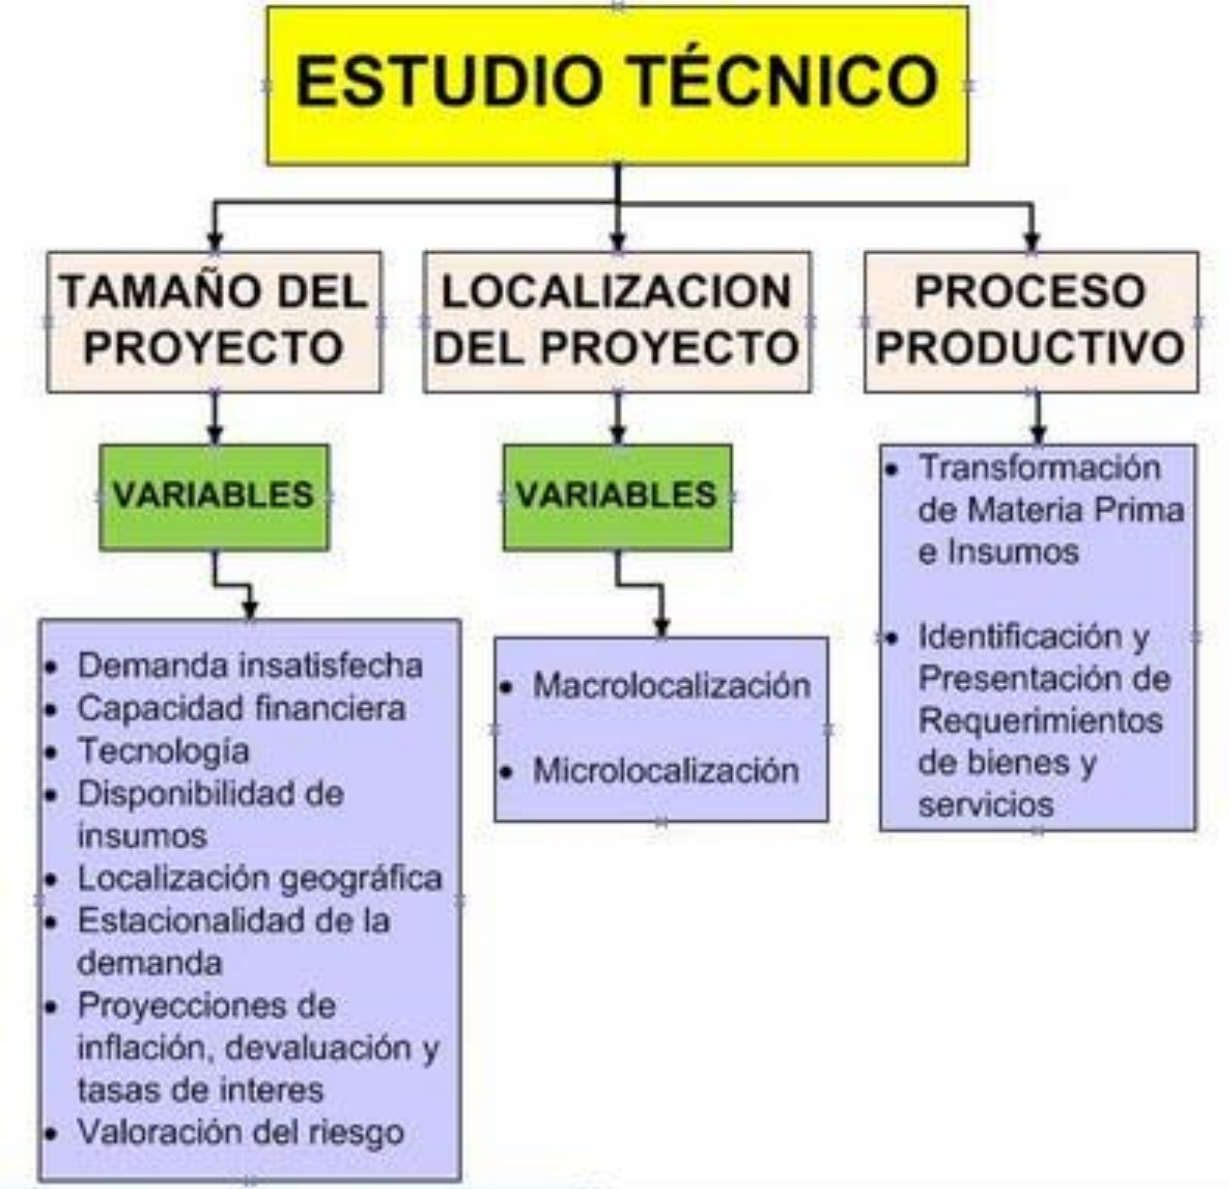 ESTUDIO TÉCNICO
TAMAÑO DEL
PROYECTO
LOCALIZACION
DEL PROYECTO
PROCESO
PRODUCTIVO
VARIABLES
• Demanda insatisfecha
• Capacidad financiera
• Tecnología
• Disponibilidad de
insumos
• Localización geográfica
• Estacionalidad de la
demanda
• Proyecciones de
inflación, devaluación y
tasas de interes
• Valoración del riesgo
VARIABLES
• Macrolocalización
• Microlocalización
• Transformación
de Materia Prima
e Insumos
• Identificación y
Presentación de
Requerimientos
de bienes y
servicios